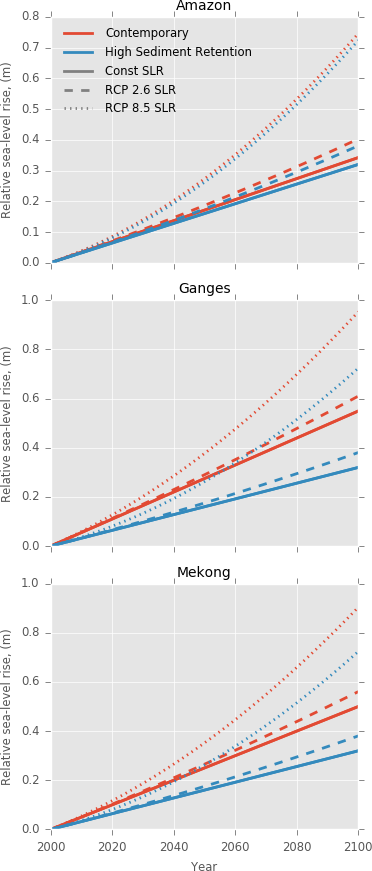 Amazon
0.8
0.7
0.6
0.5
0.4
0.3
0.2
0.1
0.0
Relative sea-level rise, (m)
Contemporary
High Sediment Retention
Const SLR
RCP 2.6 SLR
RCP 8.5 SLR
Ganges
1.0
0.8
0.6
0.4
0.2
0.0
Relative sea-level rise, (m)
Mekong
1.0
0.8
0.6
0.4
0.2
0.0
Relative sea-level rise, (m)
2000 2020 2040 2060 2080 2100
Year